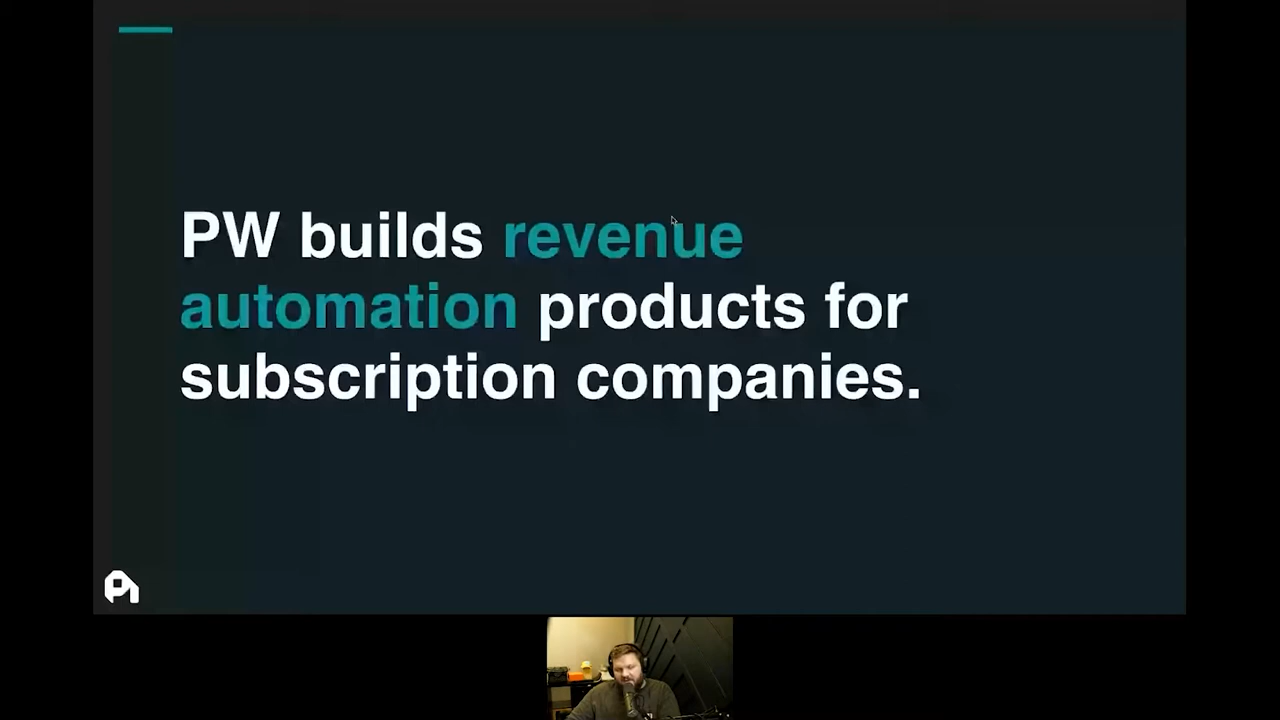 PW builds revenue
automation products for
subscription companies.